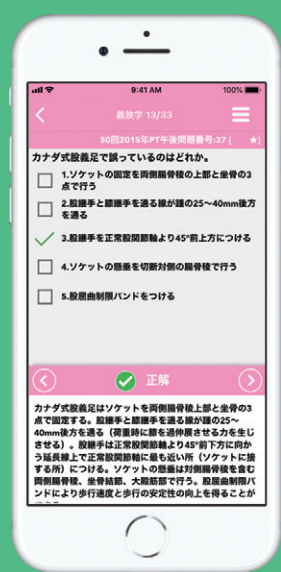 9:41 AM
100%
義肢学 13/33
50回2015年PT午後問題番号:37 [ ★]
カナダ式股義足で誤っているのはどれか。
1.ソケットの固定を両側腸骨稜の上部と坐骨の3
点で行う
2.股継手と膝継手を通る線が踵の25〜40mm後方
を通る
3.股継手を正常股関節軸より45°前上方につける
4.ソケットの懸垂を切断対側の腸骨稜で行う
5.股屈曲制限バンドをつける
正解
カナダ式股義足はソケットを両側腸骨稜上部と坐骨の3
点で固定する。股継手と膝継手を通る線が踵の25〜
40mm後方を通る（荷重時に膝を過伸展させる力を生じ
させる）。股継手は正常股関節軸より45°前下方に向か
う延長線上で正常股関節軸に最も近い所（ソケットに接
する所）につける。ソケットの懸垂は対側腸骨稜を含む
両側腸骨稜、坐骨結節、大殿筋部で行う。股屈曲制限バ
ンドにより歩行速度と歩行の安定性の向上を得ることが